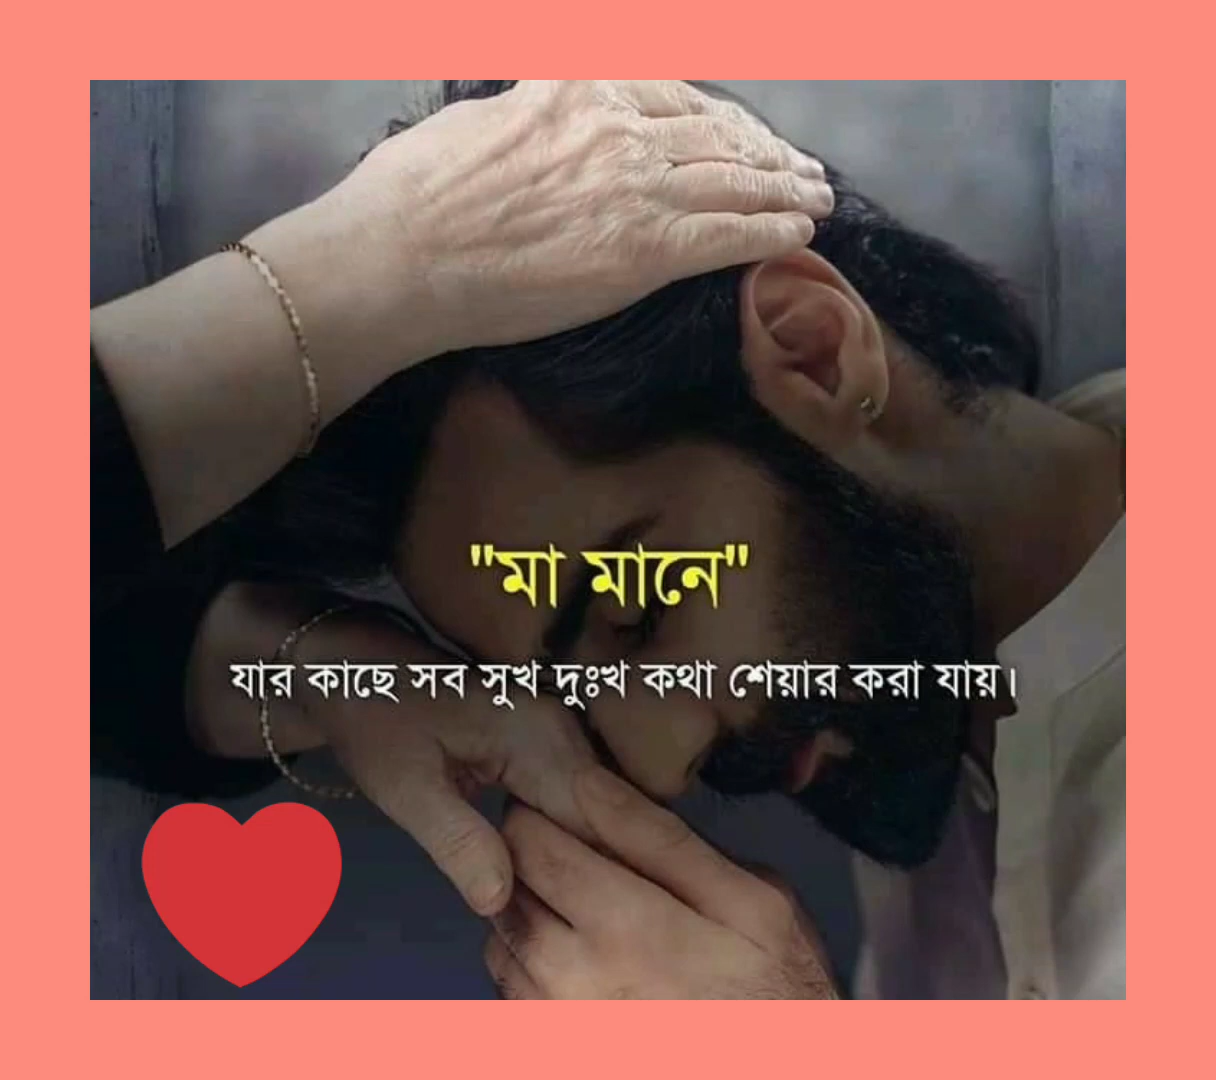 "মা মানে"
যার কাছে সব সুখ দুঃখ কথা শেয়ার করা যায়।